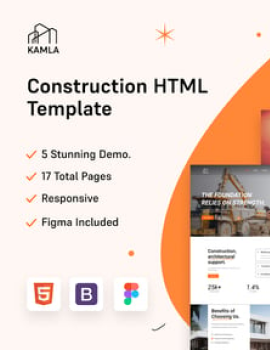 KAMLA
Construction HTML
Template
5 Stunning Demo.
17 Total Pages
Responsive
Figma Included
THE FOUNDATION
RELIES ON STRENGTH.
Construction,
architectural
support.
25k+
1.4%
Benefits of
Choosing Us.